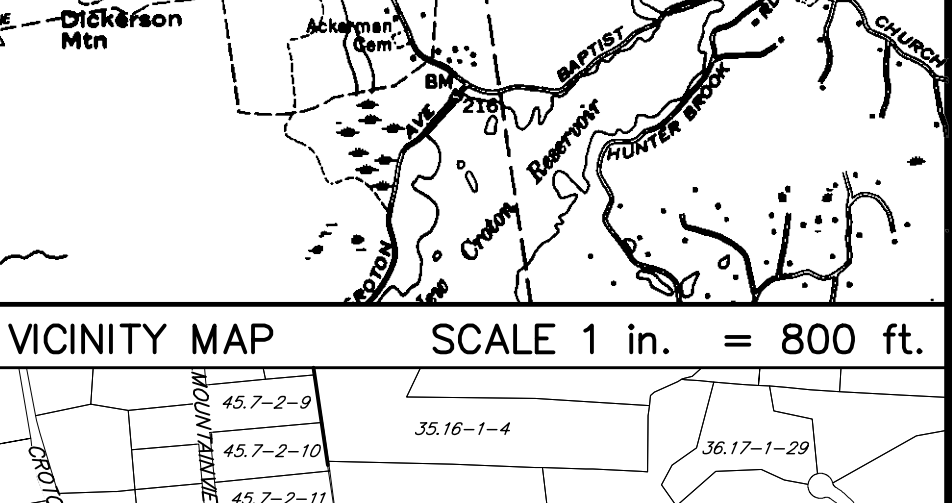 Dickerson
Mtn
Ackerman
Cem
BM
216
AVE
BAPTIST
RD
CHURCH
HUNTER BROOK
Reservoir
Croton
New
CROTON
VICINITY MAP SCALE 1 in. = 800 ft.
MOUNTAINVIE
45.7-2-9
35.16-1-4
45.7-2-10
36.17-1-29
CROTO
45.7-2-11